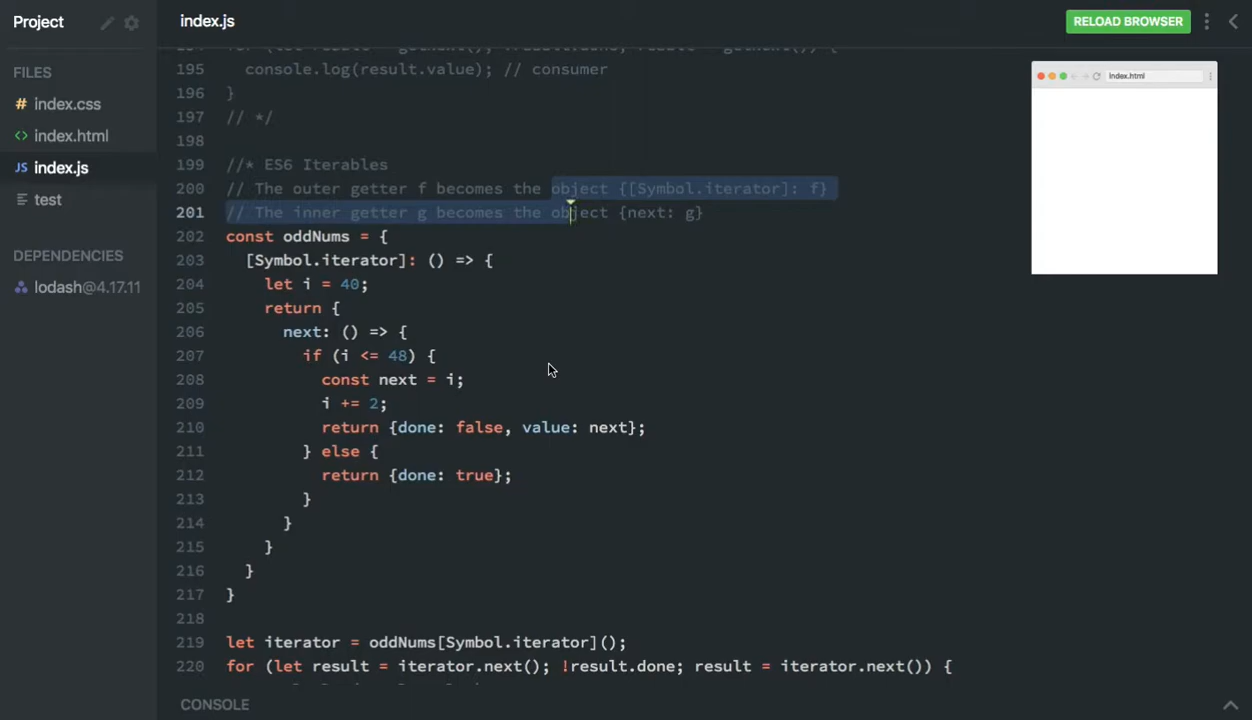 Project
index.js
RELOAD BROWSER
FILES
# index.css
<> index.html
JS index.js
test
DEPENDENCIES
lodash@4.17.11
index.html
195 console.log(result.value); // consumer
196 }
197 // */
198
199 //* ES6 Iterables
200 // The outer getter f becomes the object {[Symbol.iterator]: f}
201 // The inner getter g becomes the object {next: g}
202 const oddNums = {
203 [Symbol.iterator]: () => {
204 let i = 40;
205 return {
206 next: () => {
207 if (i <= 48) {
208 const next = i;
209 i += 2;
210 return {done: false, value: next};
211 } else {
212 return {done: true};
213 }
214 }
215 }
216 }
217 }
218
219 let iterator = oddNums[Symbol.iterator]();
220 for (let result = iterator.next(); !result.done; result = iterator.next()) {
CONSOLE